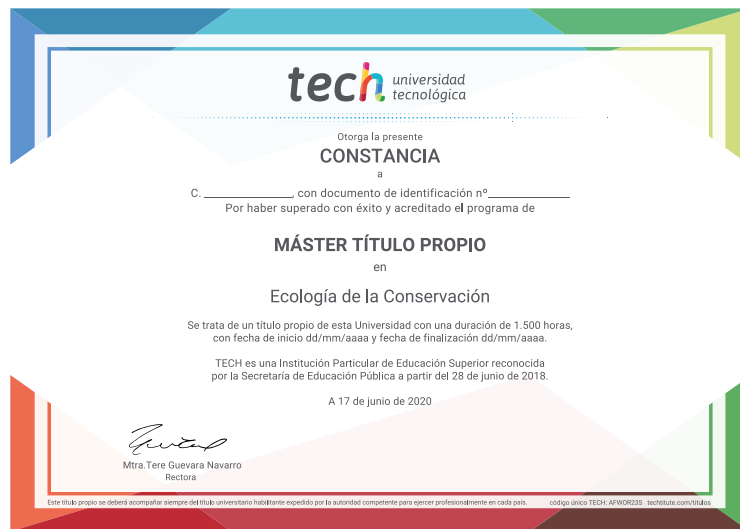 tech universidad
tecnológica
Otorga la presente
CONSTANCIA
a
C. ________________, con documento de identificación nº______________
Por haber superado con éxito y acreditado el programa de
MÁSTER TÍTULO PROPIO
en
Ecología de la Conservación
Se trata de un título propio de esta Universidad con una duración de 1.500 horas,
con fecha de inicio dd/mm/aaaa y fecha de finalización dd/mm/aaaa.
TECH es una Institución Particular de Educación Superior reconocida
por la Secretaría de Educación Pública a partir del 28 de junio de 2018.
A 17 de junio de 2020
Mtra.Tere Guevara Navarro
Rectora
Este título propio se deberá acompañar siempre del título universitario habilitante expedido por la autoridad competente para ejercer profesionalmente en cada país. código único TECH: AFWOR23S techtitute.com/titulos